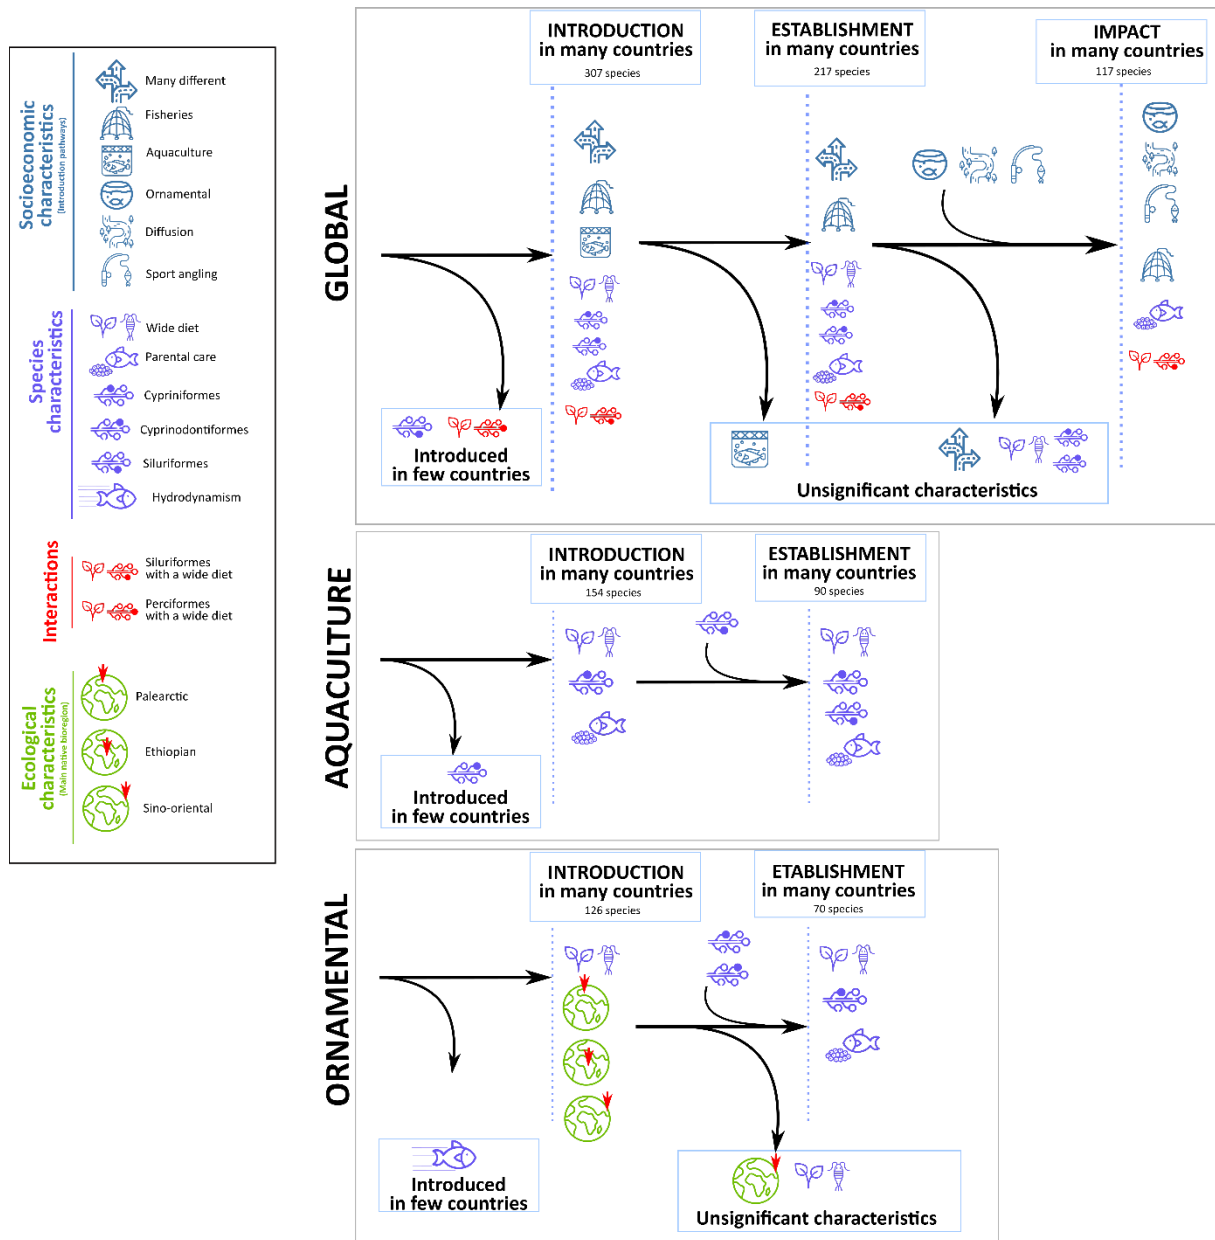 Socioeconomic
characteristics
(Introduction pathways)
Many different
Fisheries
Aquaculture
Ornamental
Diffusion
Sport angling
Species
characteristics
Wide diet
Parental care
Cypriniformes
Cyprinodontiformes
Siluriformes
Hydrodynamism
Interactions
Siluriformes
with a wide diet
Perciformes
with a wide diet
Ecological
characteristics
(Main native bioregion)
Palearctic
Ethiopian
Sino-oriental
GLOBAL
INTRODUCTION
in many countries
307 species
ESTABLISHMENT
in many countries
217 species
IMPACT
in many countries
117 species
Introduced
in few countries
Unsignificant characteristics
AQUACULTURE
INTRODUCTION
in many countries
154 species
ESTABLISHMENT
in many countries
90 species
Introduced
in few countries
ORNAMENTAL
INTRODUCTION
in many countries
126 species
ETABLISHMENT
in many countries
70 species
Introduced
in few countries
Unsignificant characteristics